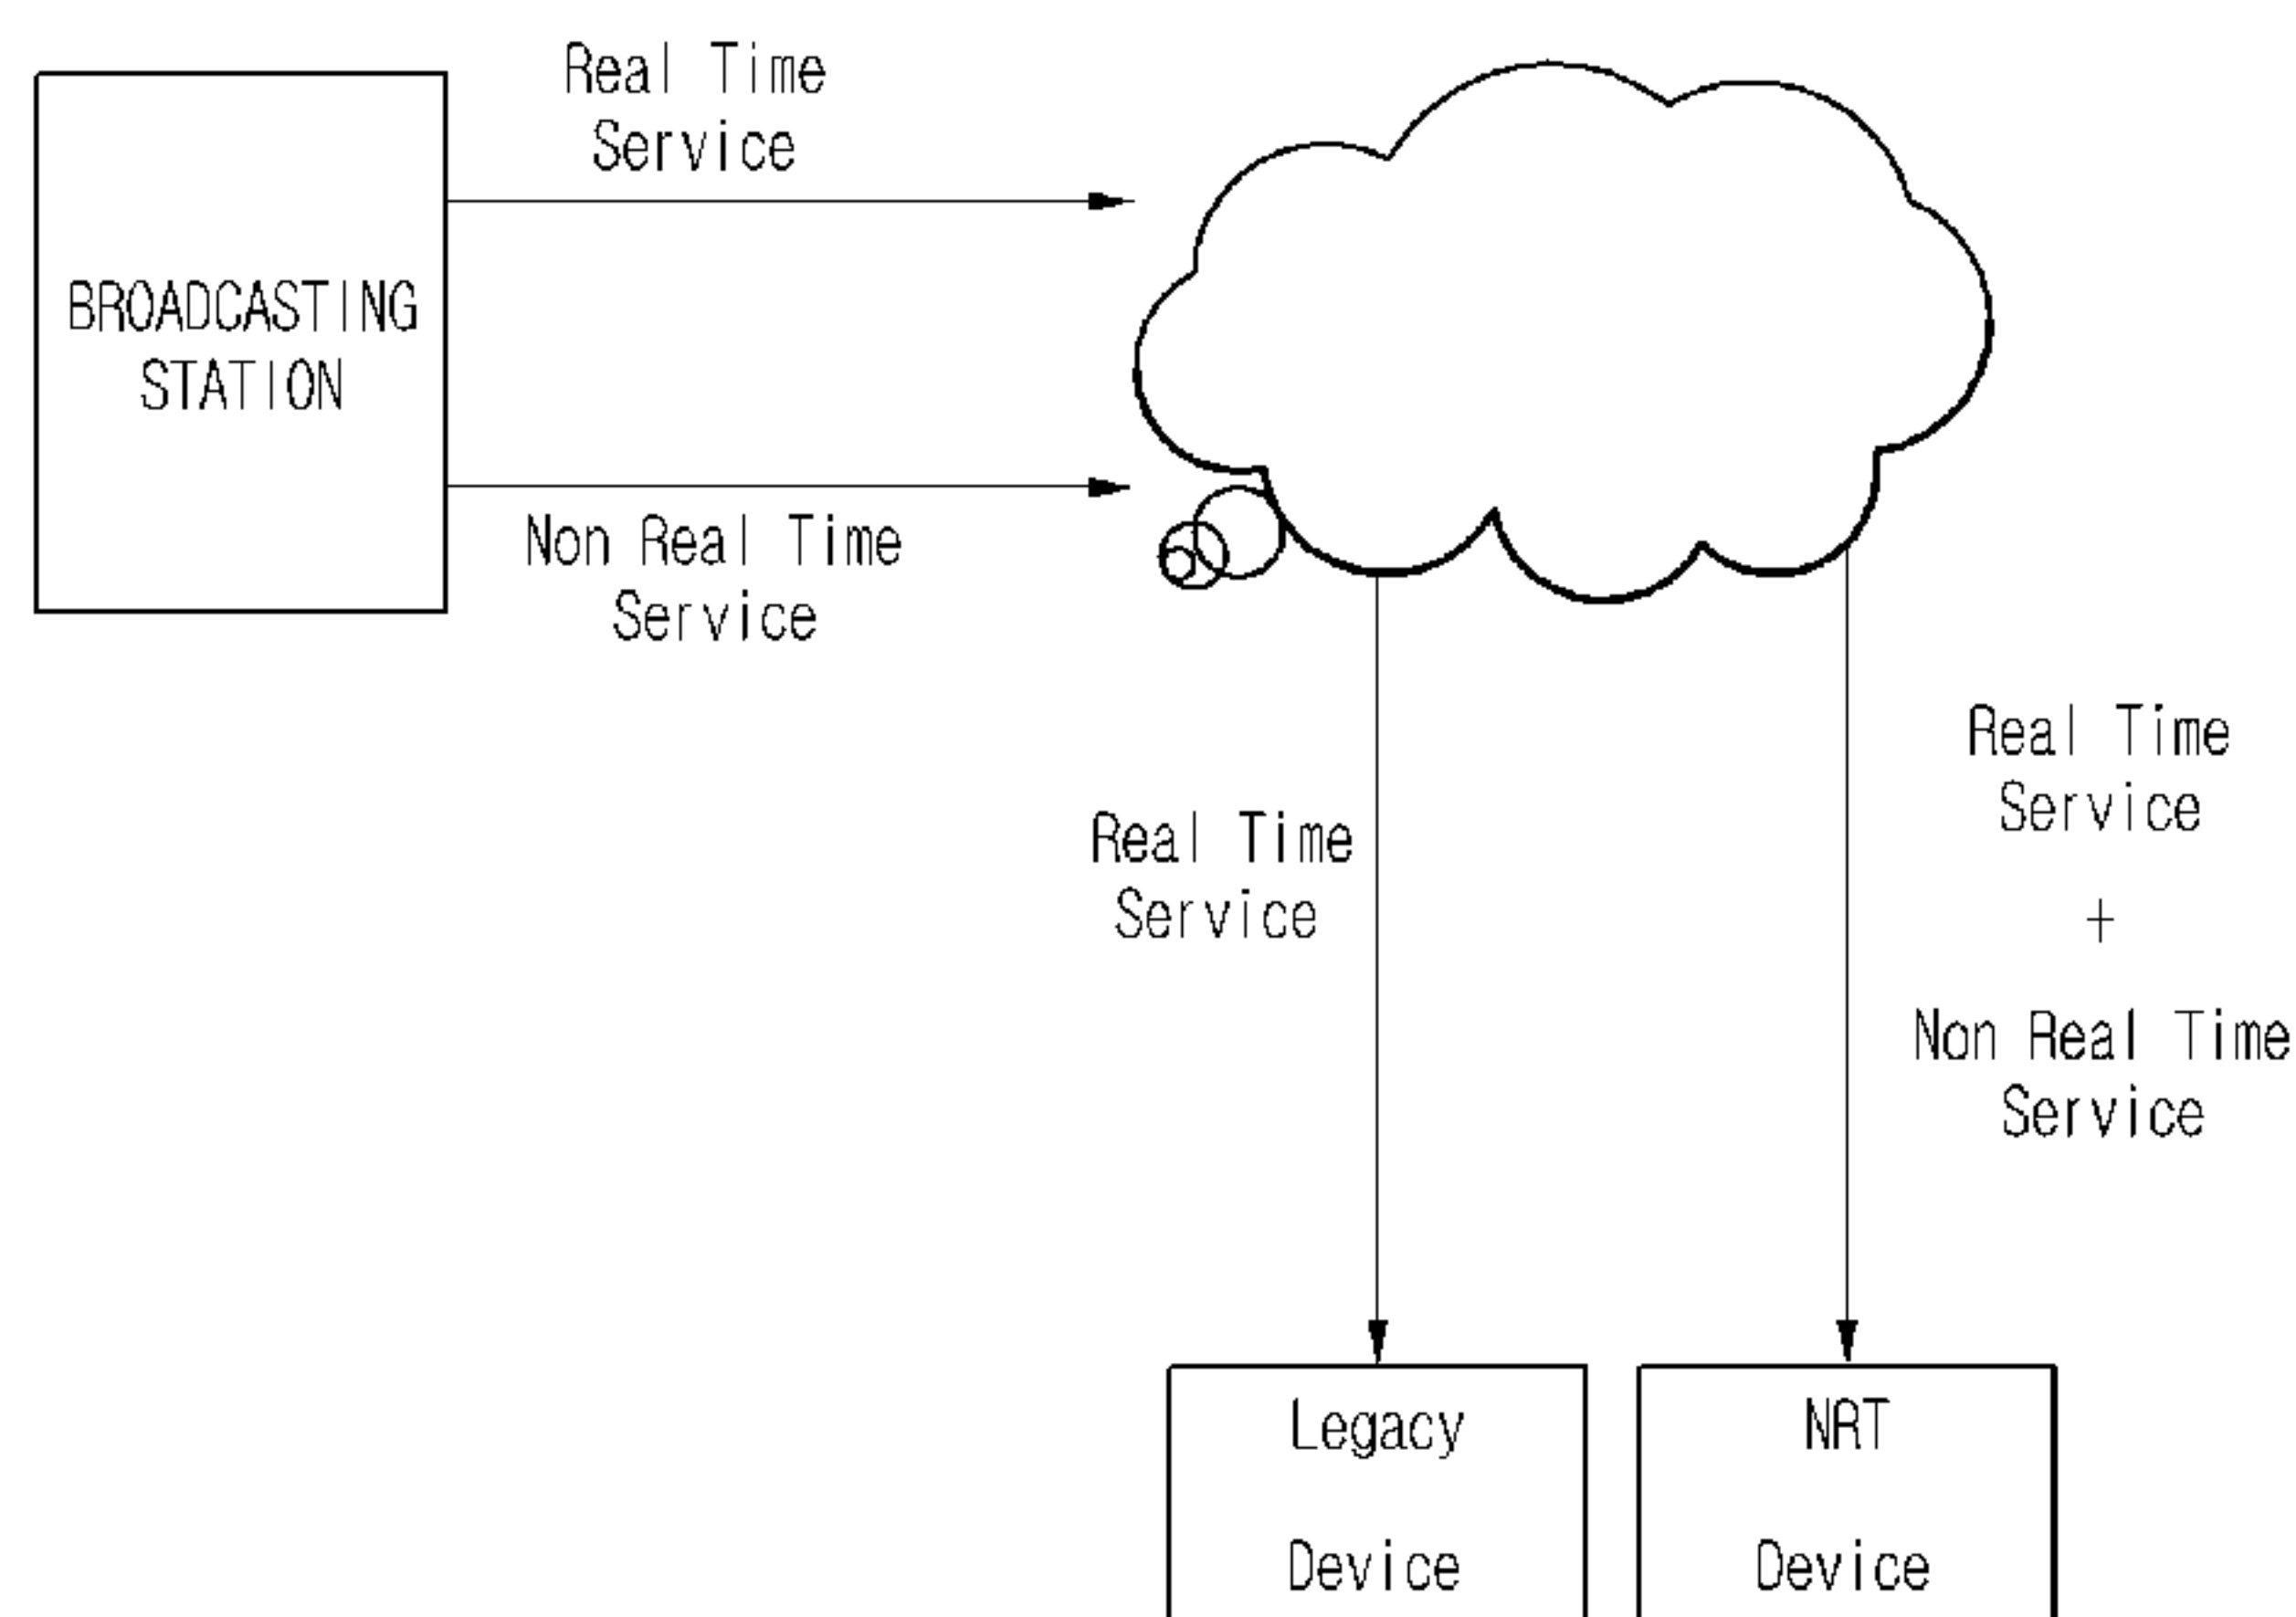 Real Time
Service
BROADCASTING
STATION
Non Real Time
Service
Real Time
Service
Real Time
Service
+
Non Real Time
Service
Legacy
Device
NRT
Device